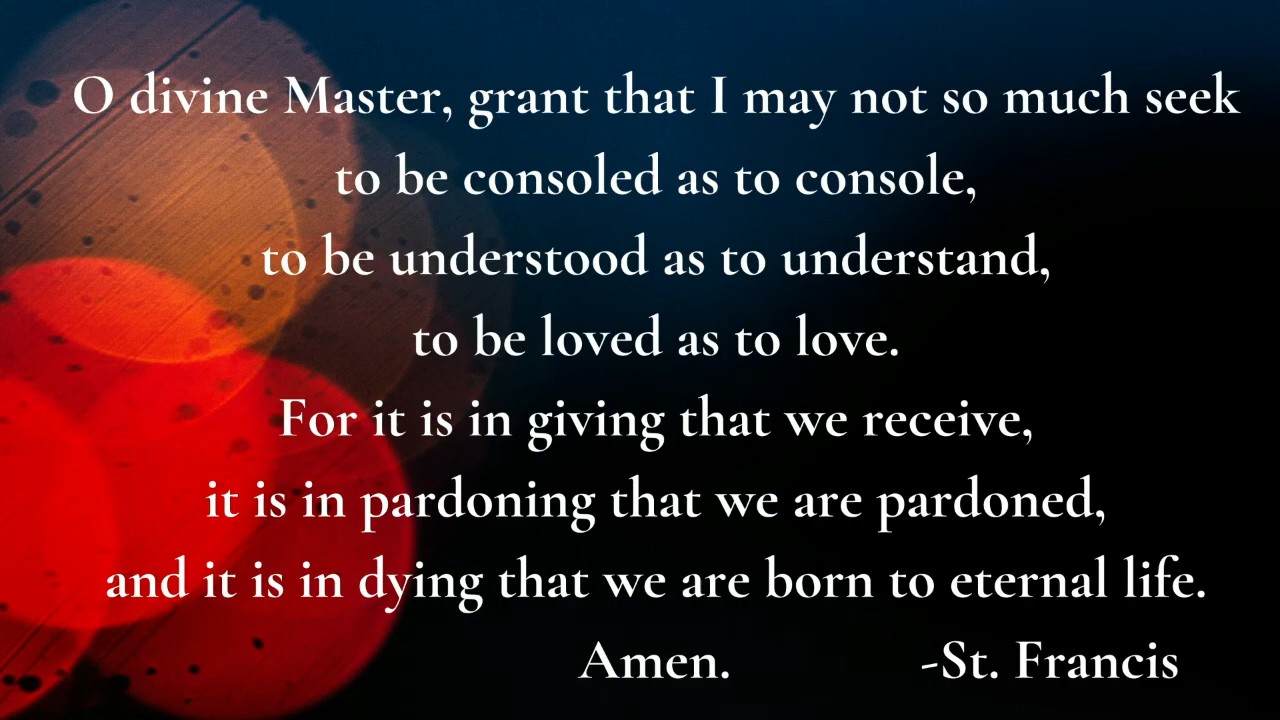 O divine Master, grant that I may not so much seek
to be consoled as to console,
to be understood as to understand,
to be loved as to love.
For it is in giving that we receive,
it is in pardoning that we are pardoned,
and it is in dying that we are born to eternal life.
Amen. -St. Francis